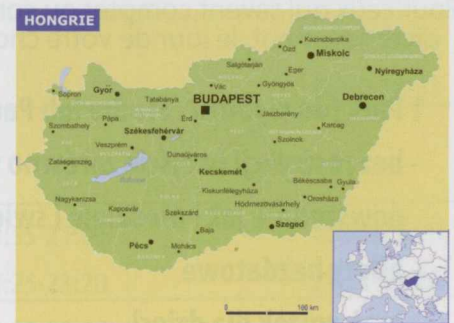 HONGRIE
Kazincbarcika
Ózd
Miskolc
Salgótarján
Eger
Nyíregyháza
Sopron
Győr
Vác
Gyöngyös
Tatabánya
BUDAPEST
Debrecen
Pápa
Érd
Jászberény
Szombathely
Székesfehérvár
Karcag
Veszprém
Szolnok
Zalaegerszeg
Dunaújváros
Kecskemét
Békéscsaba
Gyula
Kiskunfélegyháza
Nagykanizsa
Orosháza
Kaposvár
Szekszárd
Hódmezővásárhely
Baja
Szeged
Pécs
Mohács
0
100 km